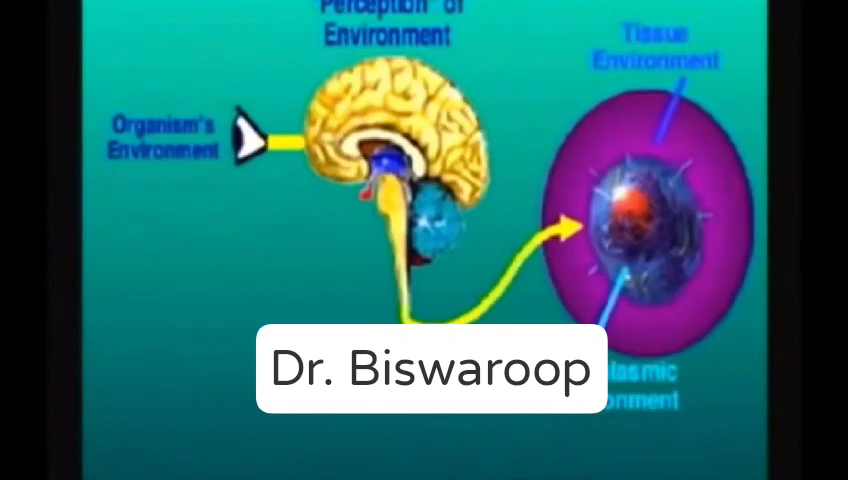 "Perception" of
Environment
Tissue
Environment
Organism's
Environment
Dr. Biswaroop